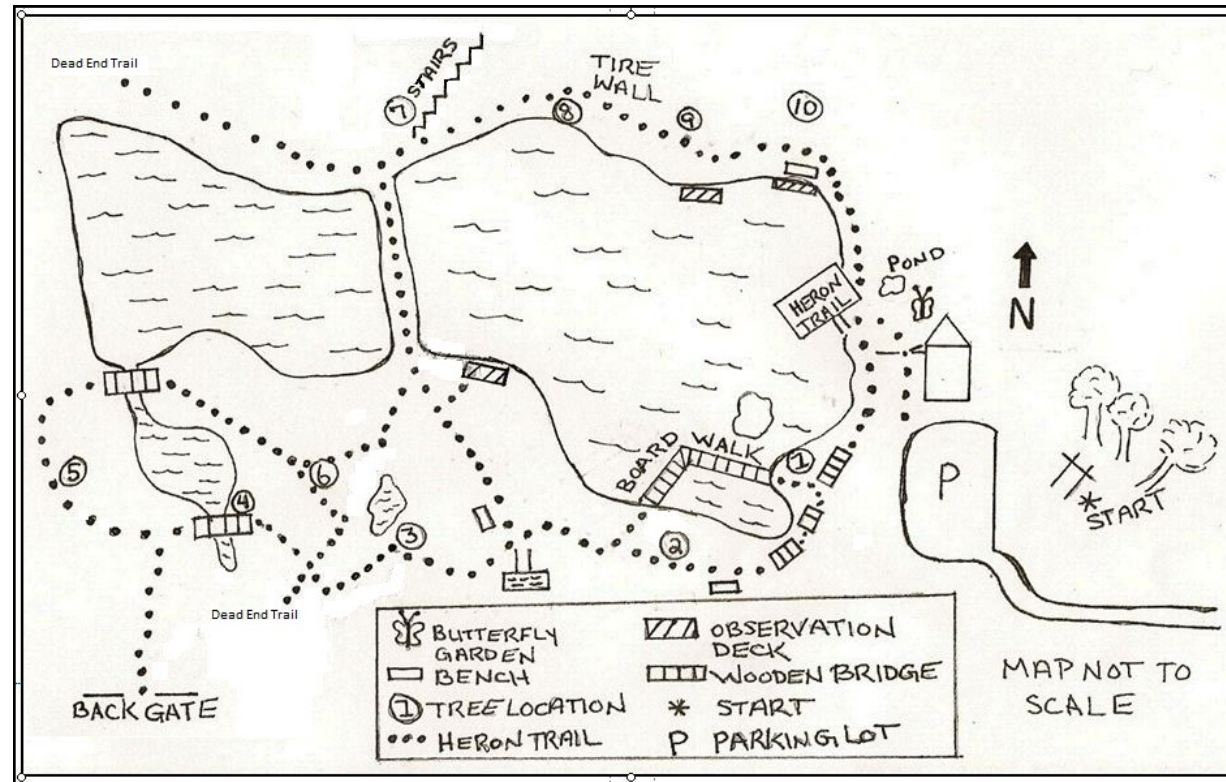 Dead End Trail
7
STAIRS
8
TIRE
WALL
9
10
POND
HERON
TRAIL
N
BOARD
WALK
1
5
6
4
3
2
P
*
START
Dead End Trail
BACK GATE
BUTTERFLY
GARDEN
BENCH
1 TREE LOCATION
HERON TRAIL
OBSERVATION
DECK
WOODEN BRIDGE
* START
P PARKING LOT
MAP NOT TO
SCALE